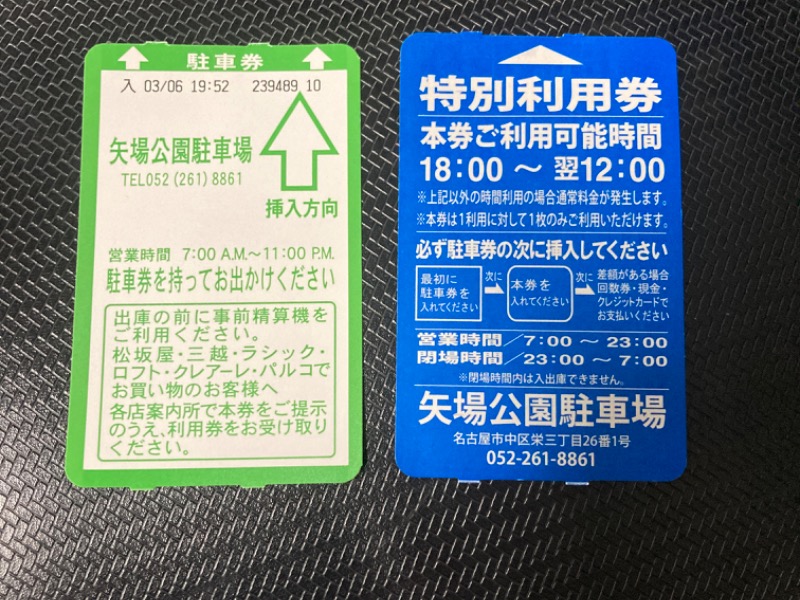 駐車券
入 03/06 19:52 239489 10
矢場公園駐車場
TEL052(261)8861
挿入方向
営業時間 7:00 A.M.～11:00 P.M.
駐車券を持ってお出かけください
出庫の前に事前精算機を
ご利用ください。
松坂屋・三越・ラシック・
ロフト・クレアーレ・パルコで
お買い物のお客様へ
各店案内所で本券をご提示
のうえ、利用券をお受け取り
ください。
特別利用券
本券ご利用可能時間
18:00 ～ 翌12:00
※上記以外の時間利用の場合通常料金が発生します。
※本券は1利用に対して1枚のみご利用いただけます。
必ず駐車券の次に挿入してください
最初に
駐車券を
入れてください
次に
本券を
入れてください
次に
差額がある場合
回数券・現金・
クレジットカードで
お支払いください
営業時間/7:00 ～ 23:00
閉場時間/23:00 ～ 7:00
※閉場時間内は入出庫できません。
矢場公園駐車場
名古屋市中区栄三丁目26番1号
052-261-8861